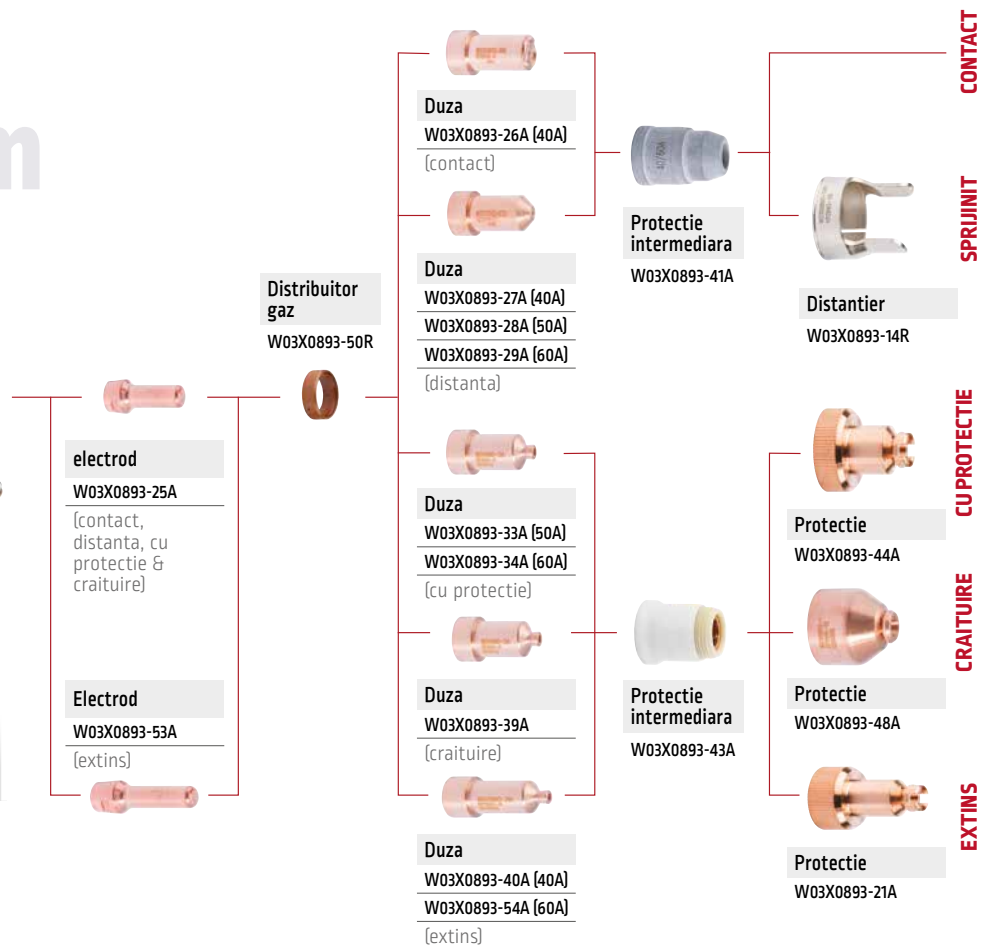 m
Duza
W03X0893-26A (40A)
(contact)
CONTACT
Duza
W03X0893-27A (40A)
W03X0893-28A (50A)
W03X0893-29A (60A)
(distanta)
Protectie
intermediara
W03X0893-41A
Distantier
W03X0893-14R
SPRIJINIT
Distribuitor
gaz
W03X0893-50R
electrod
W03X0893-25A
(contact,
distanta, cu
protectie &
craituire)
Electrod
W03X0893-53A
(extins)
Duza
W03X0893-33A (50A)
W03X0893-34A (60A)
(cu protectie)
Duza
W03X0893-39A
(craituire)
Duza
W03X0893-40A (40A)
W03X0893-54A (60A)
(extins)
40/60A
Protectie
intermediara
W03X0893-43A
Protectie
W03X0893-44A
CU PROTECTIE
Protectie
W03X0893-48A
CRAITUIRE
Protectie
W03X0893-21A
EXTINS